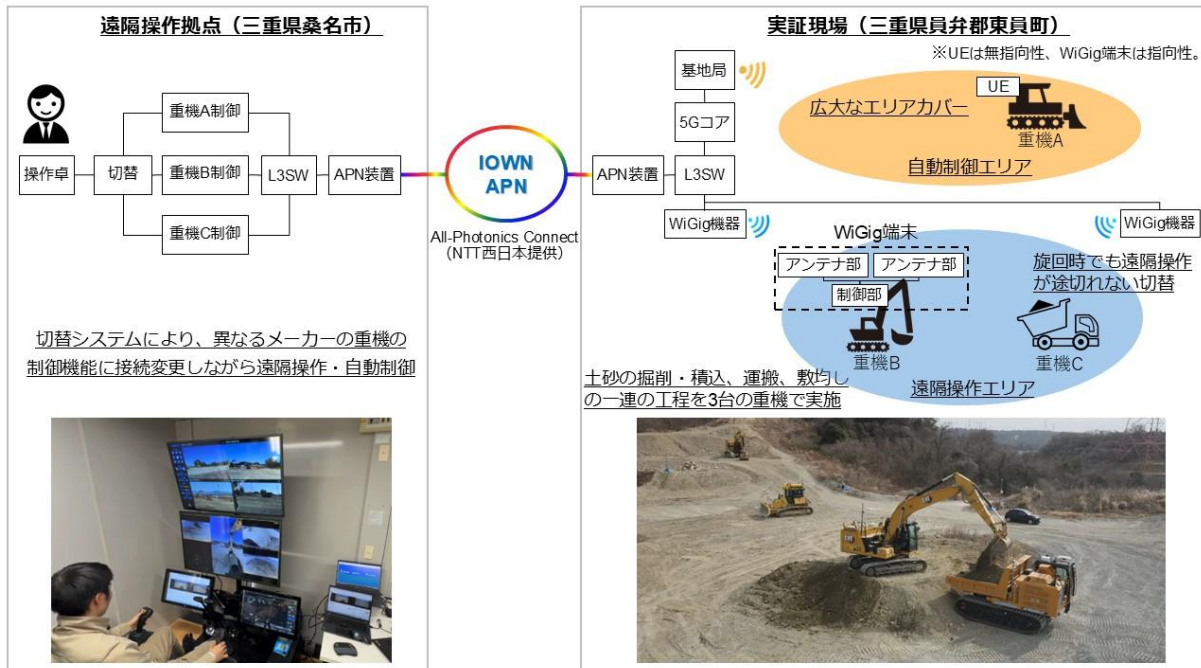 遠隔操作拠点（三重県桑名市）
操作卓
切替
重機A制御
重機B制御
重機C制御
L3SW
APN装置
IOWN
APN
All-Photonics Connect
（NTT西日本提供）
切替システムにより、異なるメーカーの重機の
制御機能に接続変更しながら遠隔操作・自動制御
実証現場（三重県員弁郡東員町）
※UEは無指向性、WiGig端末は指向性。
基地局
5Gコア
APN装置
L3SW
広大なエリアカバー
UE
重機A
自動制御エリア
WiGig機器
WiGig機器
WiGig端末
アンテナ部
アンテナ部
制御部
重機B
旋回時でも遠隔操作
が途切れない切替
重機C
遠隔操作エリア
土砂の掘削・積込、運搬、敷均し
の一連の工程を3台の重機で実施
CAT